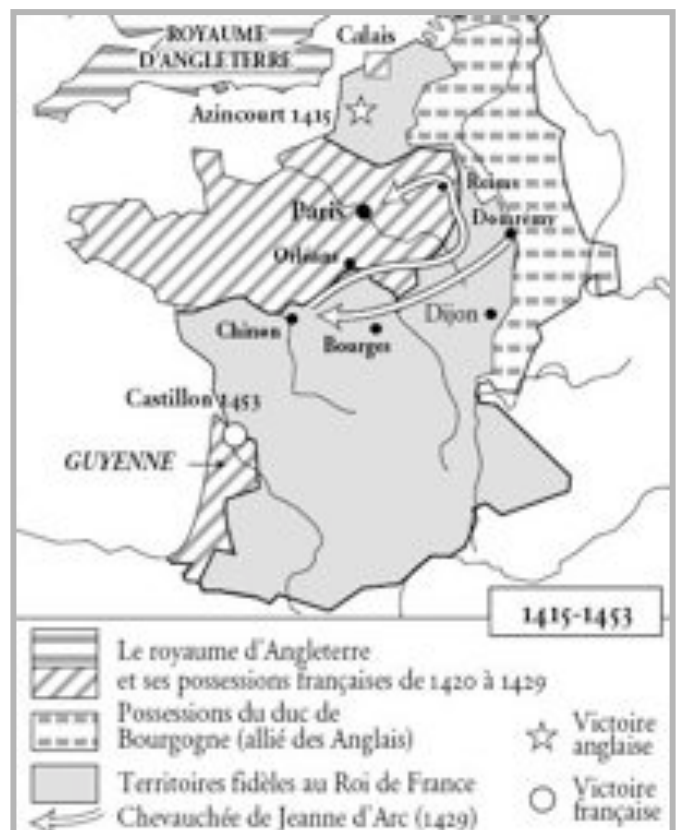 ROYAUME
D'ANGLETERRE
Calais
Azincourt 1415
Reims
Paris
Domremy
Orléans
Dijon
Chinon
Bourges
Castillon 1453
GUYENNE
1415-1453
Le royaume d'Angleterre
et ses possessions françaises de 1420 à 1429
Possessions du duc de
Bourgogne (allié des Anglais)
Territoires fidèles au Roi de France
Chevauchée de Jeanne d'Arc (1429)
Victoire
anglaise
Victoire
française